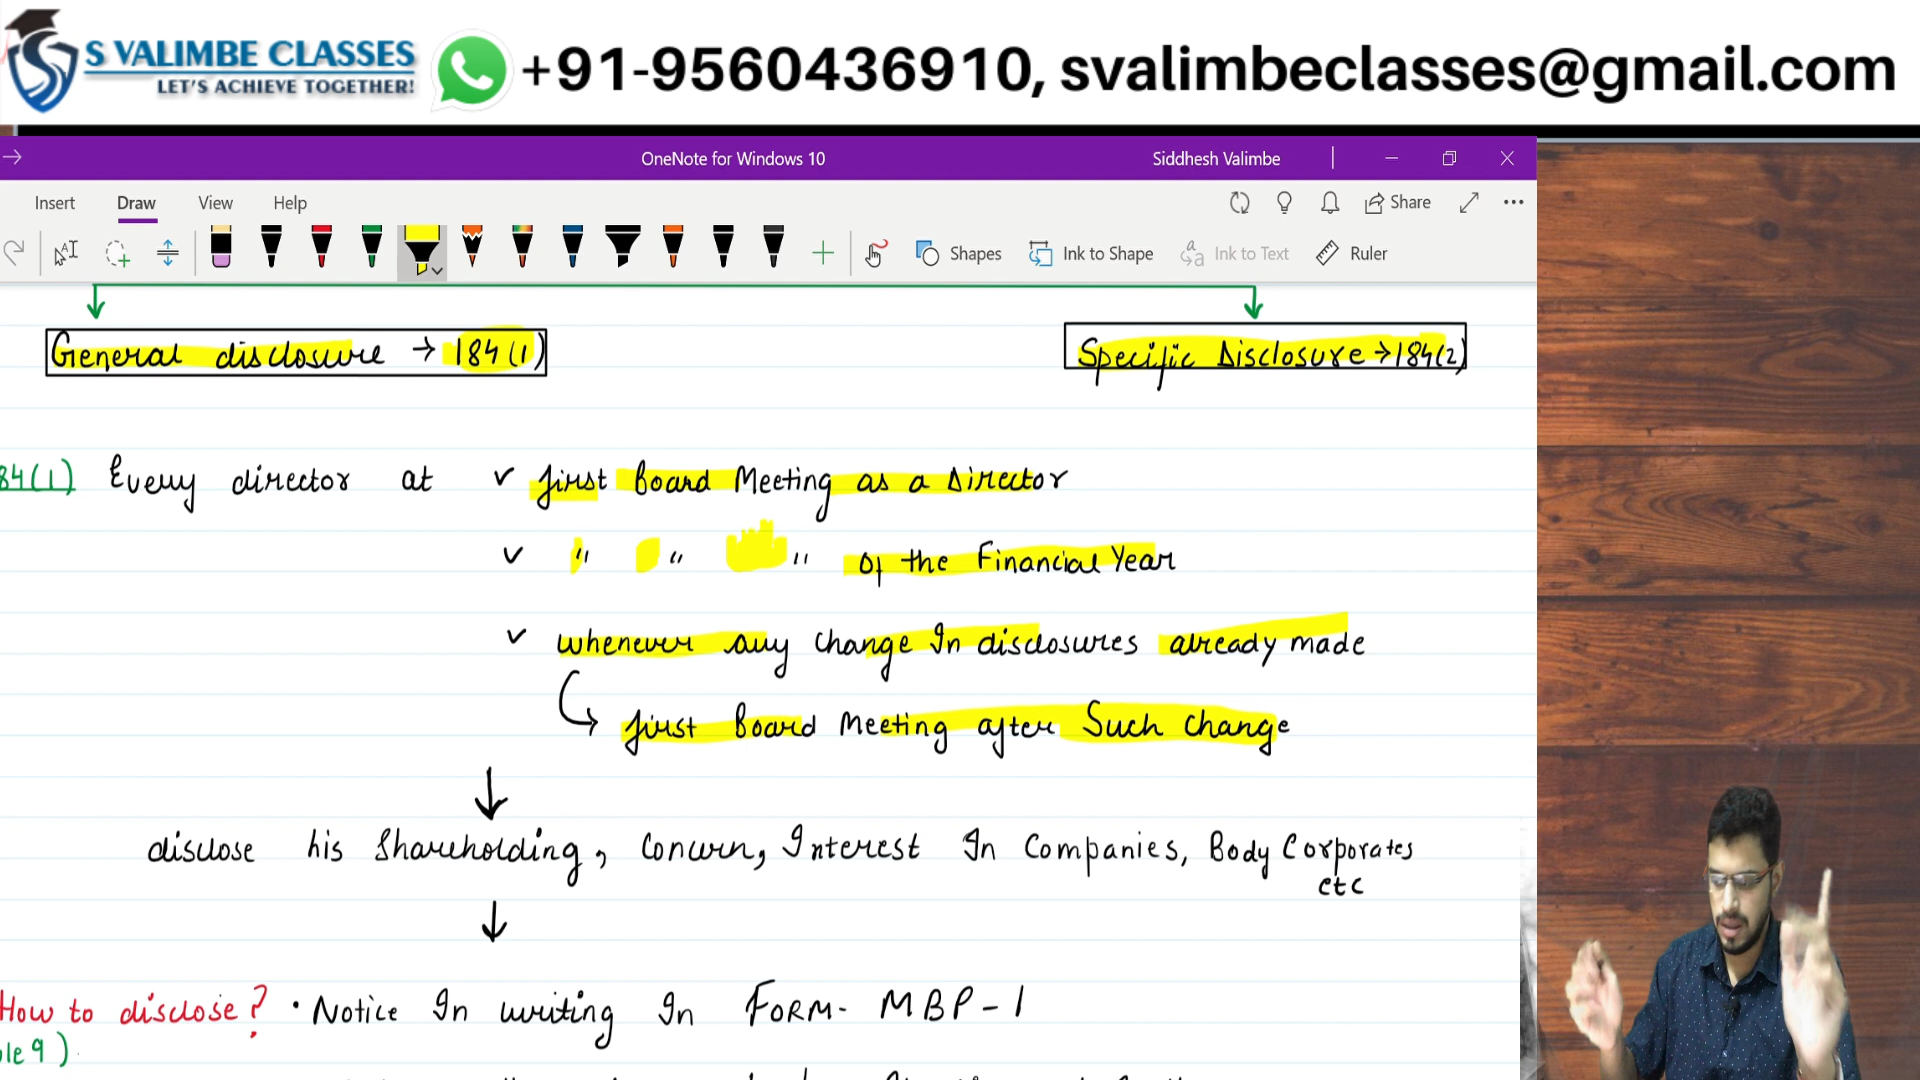 S VALIMBE CLASSES
LET'S ACHIEVE TOGETHER!
+91-9560436910, svalimbeclasses@gmail.com
OneNote for Windows 10
Siddhesh Valimbe
Insert Draw View Help
Share
Shapes Ink to Shape Ink to Text Ruler
General disclosure → 184(1)
Specific Disclosure → 184(2)
84(1) Every director at ✓ first Board Meeting as a Director
✓ " " " of the Financial Year
✓ whenever any change In disclosures already made
first Board Meeting after Such change
disclose his Shareholding, Concern, Interest In Companies, Body Corporates
etc
How to disclose? • Notice In writing In FORM- MBP-1
le 9)